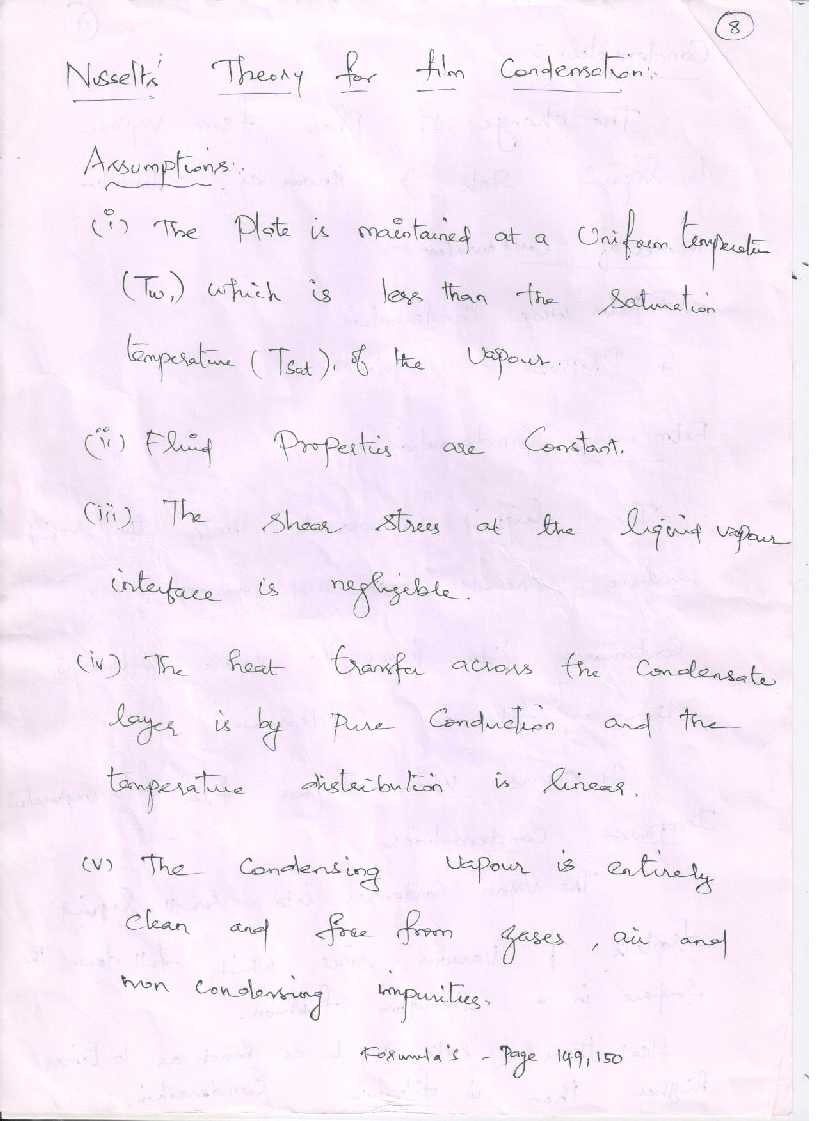 8
Nusselt's Theory for film Condensation:
Assumptions:
(i) The Plate is maintained at a Uniform temperature
(Tw,) which is less than the Saturation
temperature (Tsat), of the Vapour.
(ii) Fluid Properties are Constant.
(iii) The Shear Stress at the liquid vapour
interface is negligible.
(iv) The heat transfer across the Condensate
layer is by Pure Conduction and the
temperature distribution is linear.
(v) The Condensing Vapour is entirely
Clean and free from gases, air and
non condensing impurities.
Formula's - Page 149, 150